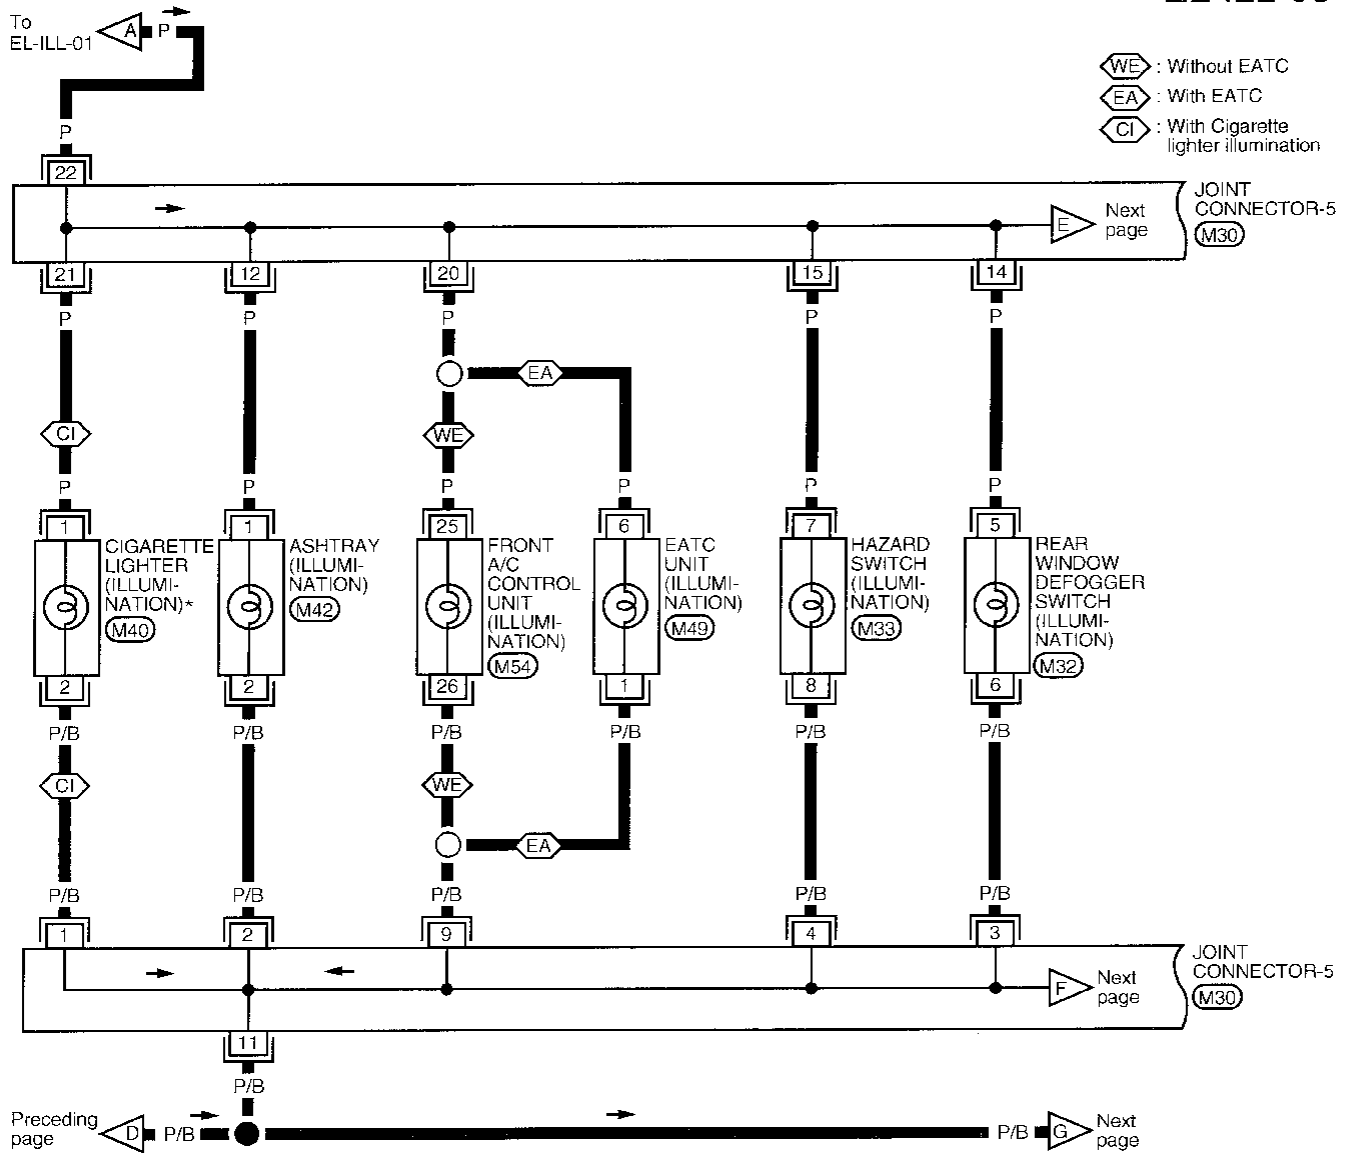 To
EL-ILL-01
A
P
WE : Without EATC
EA : With EATC
CI : With Cigarette
lighter illumination
P
22
JOINT
CONNECTOR-5
M30
E
Next
page
21
12
20
15
14
P
P
P
P
P
EA
CI
WE
P
P
P
P
P
P
1
1
25
6
7
5
CIGARETTE
LIGHTER
(ILLUMI-
NATION)*
M40
ASHTRAY
(ILLUMI-
NATION)
M42
FRONT
A/C
CONTROL
UNIT
(ILLUMI-
NATION)
M54
EATC
UNIT
(ILLUMI-
NATION)
M49
HAZARD
SWITCH
(ILLUMI-
NATION)
M33
REAR
WINDOW
DEFOGGER
SWITCH
(ILLUMI-
NATION)
M32
2
2
26
1
8
6
P/B
P/B
P/B
P/B
P/B
P/B
CI
WE
EA
P/B
P/B
P/B
P/B
P/B
1
2
9
4
3
JOINT
CONNECTOR-5
M30
F
Next
page
11
P/B
Preceding
page
D
P/B
P/B
G
Next
page